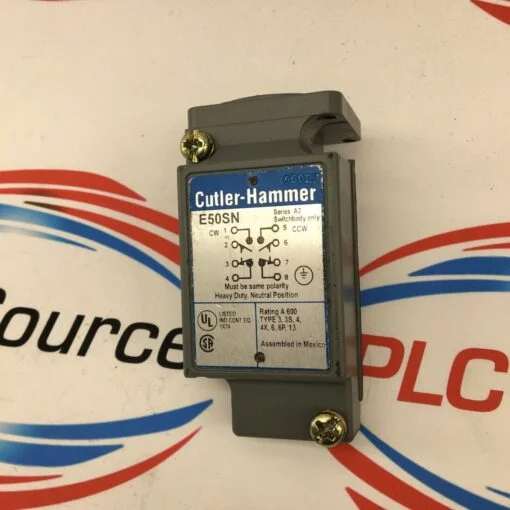 Cutler-Hammer
E50SN
Series A2
Switchbody only
CW 1 5 CCW
2 6
3 7
4 8
Must be same polarity
Heavy Duty, Neutral Position
UL
LISTED
IND CONT EQ
1X74
Rating A 600
TYPE 3, 3S, 4,
4X, 6, 6P, 13
Assembled in Mexico
Source PLC